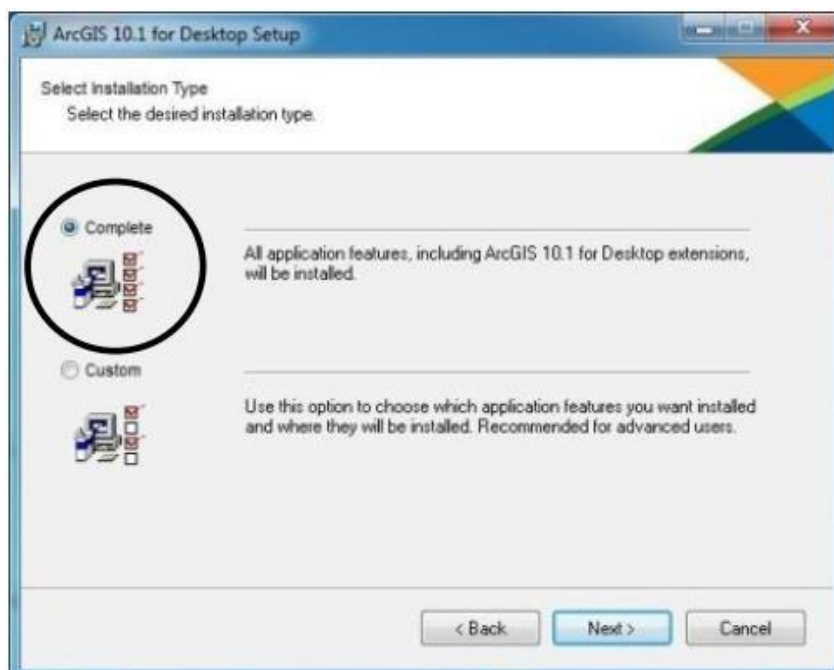 ArcGIS 10.1 for Desktop Setup
Select Installation Type
Select the desired installation type.
Complete
All application features, including ArcGIS 10.1 for Desktop extensions,
will be installed.
Custom
Use this option to choose which application features you want installed
and where they will be installed. Recommended for advanced users.
< Back
Next >
Cancel